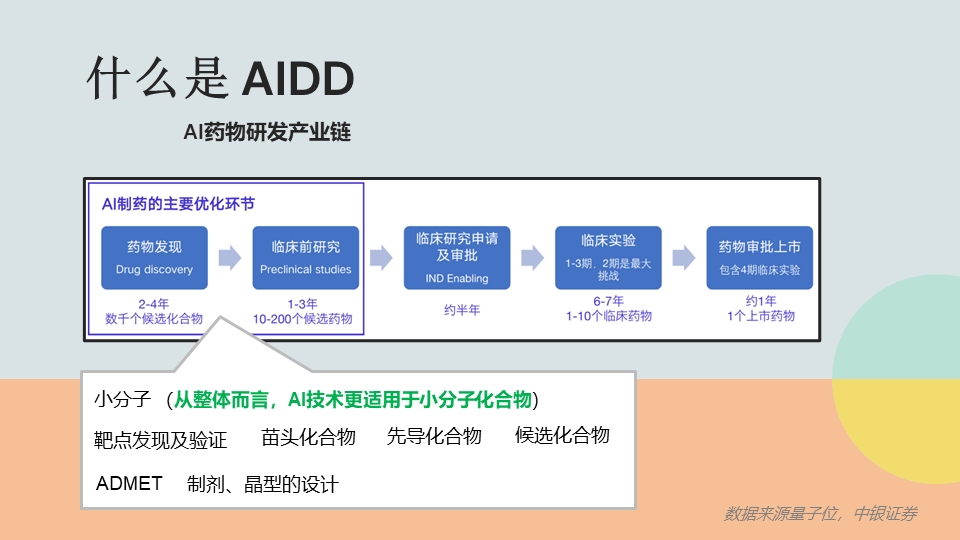 什么是 AIDD
AI药物研发产业链
AI制药的主要优化环节
药物发现
Drug discovery
2-4年
数千个候选化合物
临床前研究
Preclinical studies
1-3年
10-200个候选药物
临床研究申请
及审批
IND Enabling
约半年
临床实验
1-3期，2期是最大
挑战
6-7年
1-10个临床药物
药物审批上市
包含4期临床实验
约1年
1个上市药物
小分子 (从整体而言，AI技术更适用于小分子化合物)
靶点发现及验证 苗头化合物 先导化合物 候选化合物
ADMET 制剂、晶型的设计
数据来源量子位，中银证券